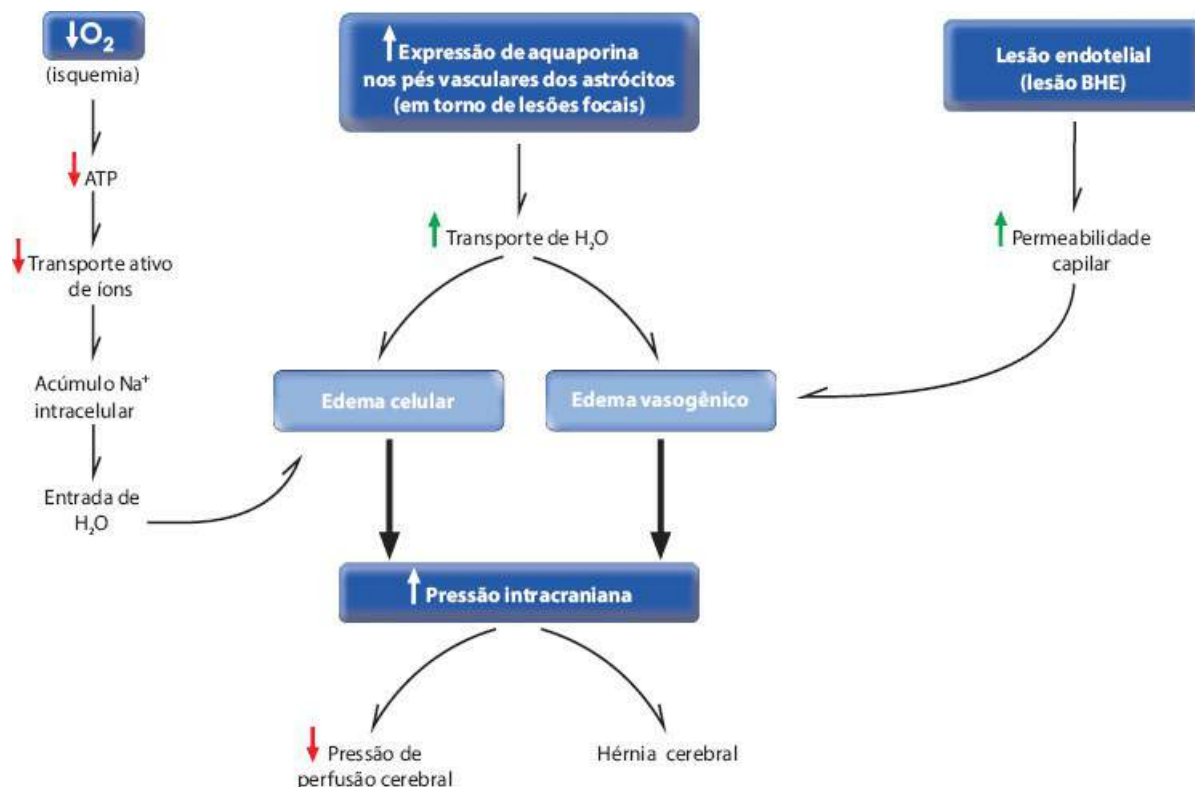 ↓O₂
(isquemia)
↓ ATP
↓ Transporte ativo
de íons
Acúmulo Na⁺
intracelular
Entrada de
H₂O
↑ Expressão de aquaporina
nos pés vasculares dos astrócitos
(em torno de lesões focais)
↑ Transporte de H₂O
Lesão endotelial
(lesão BHE)
↑ Permeabilidade
capilar
Edema celular
Edema vasogênico
↑ Pressão intracraniana
↓ Pressão de
perfusão cerebral
Hérnia cerebral